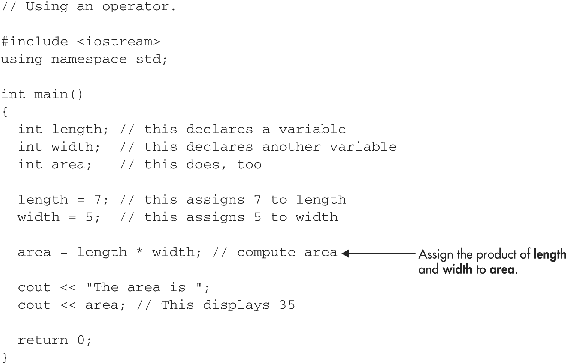 // Using an operator.
#include <iostream>
using namespace std;
int main()
{
int length; // this declares a variable
int width; // this declares another variable
int area; // this does, too
length = 7; // this assigns 7 to length
width = 5; // this assigns 5 to width
area = length * width; // compute area
Assign the product of length
and width to area.
cout << "The area is ";
cout << area; // This displays 35
return 0;
}